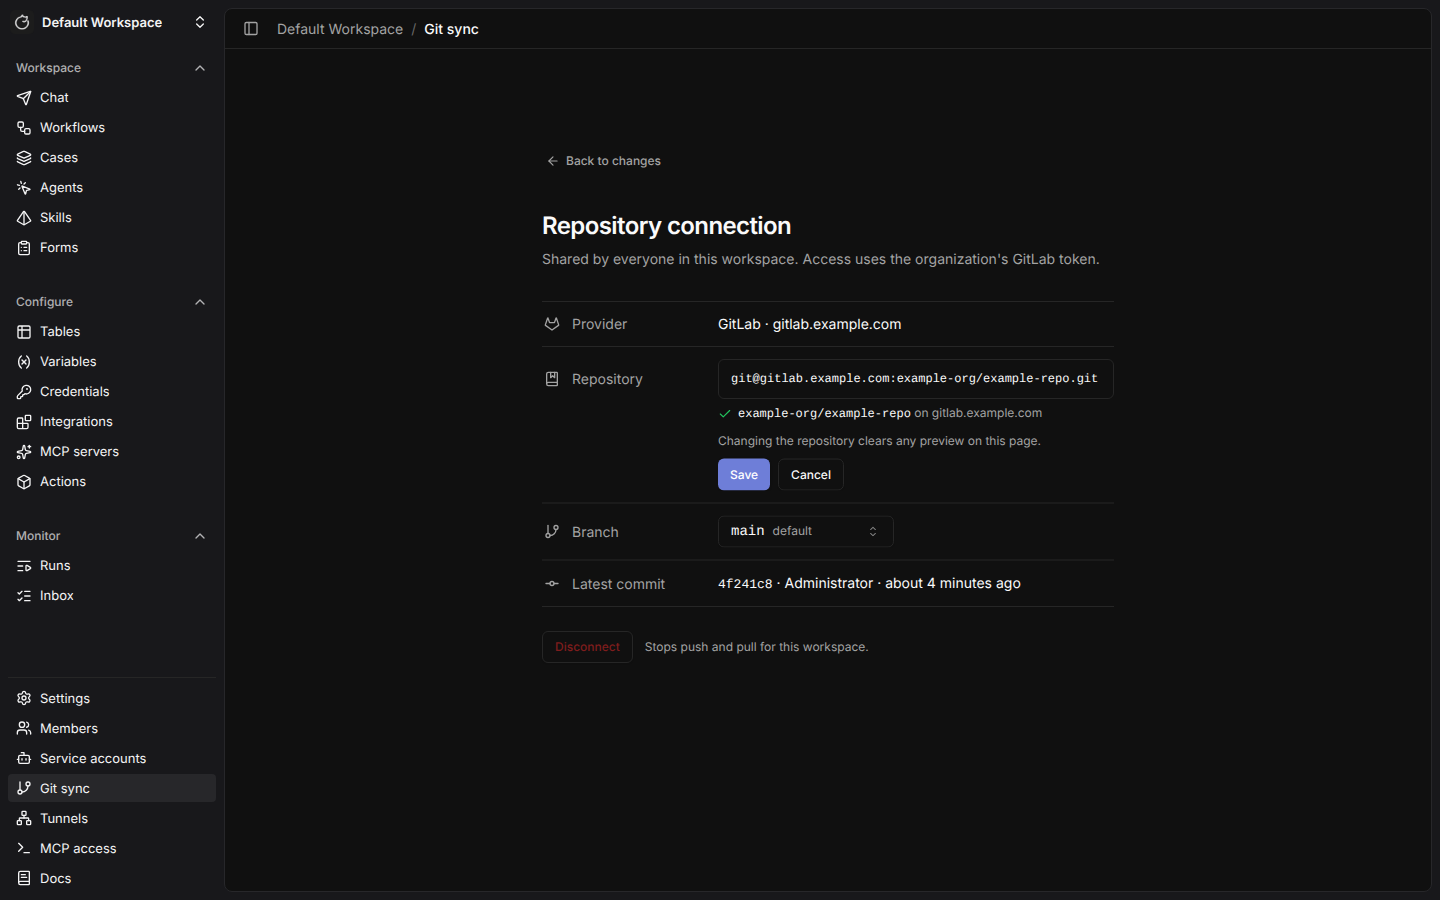 Default Workspace
Workspace
Chat
Workflows
Cases
Agents
Skills
Forms
Configure
Tables
Variables
Credentials
Integrations
MCP servers
Actions
Monitor
Runs
Inbox
Settings
Members
Service accounts
Git sync
Tunnels
MCP access
Docs
Default Workspace / Git sync
Back to changes
Repository connection
Shared by everyone in this workspace. Access uses the organization's GitLab token.
Provider GitLab · gitlab.example.com
Repository git@gitlab.example.com:example-org/example-repo.git
example-org/example-repo on gitlab.example.com
Changing the repository clears any preview on this page.
Save Cancel
Branch main default
Latest commit 4f241c8 · Administrator · about 4 minutes ago
Disconnect Stops push and pull for this workspace.